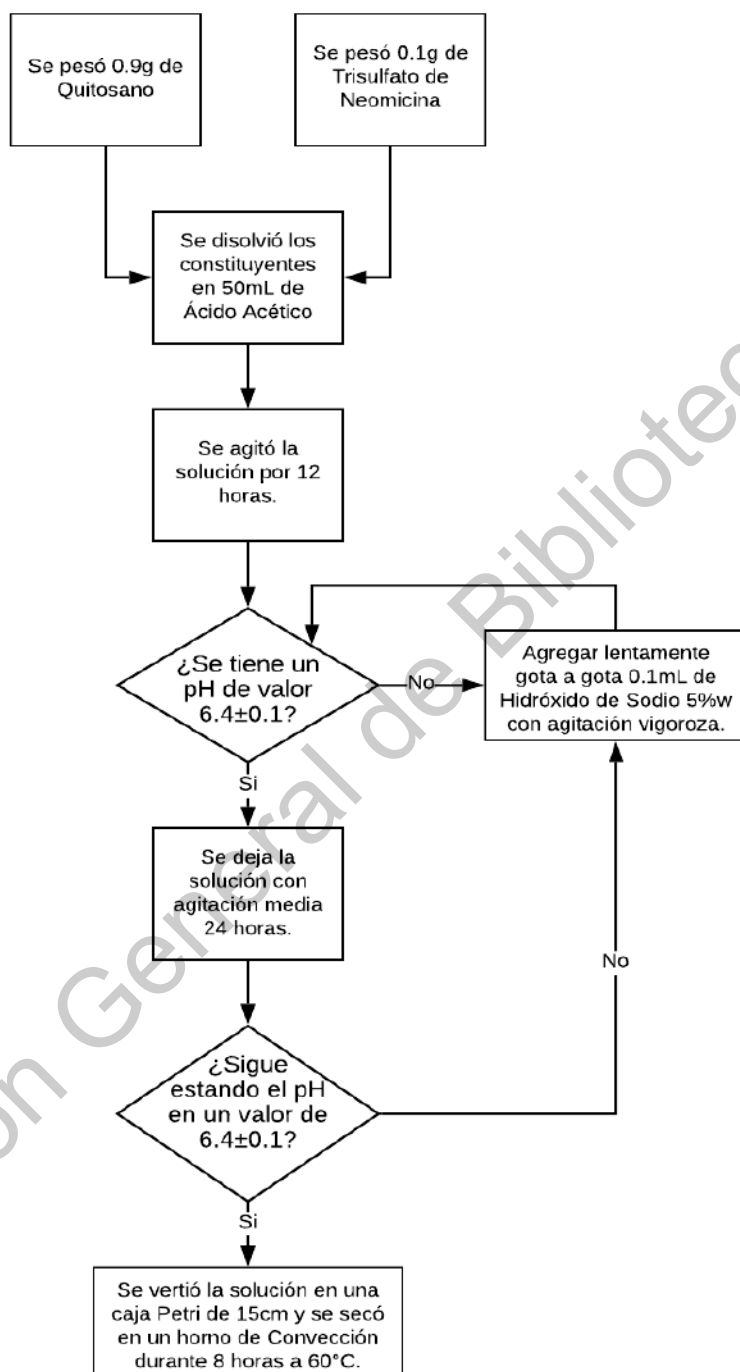 Se pesó 0.9g de
Quitosano
Se pesó 0.1g de
Trisulfato de
Neomicina
Se disolvió los
constituyentes
en 50mL de
Ácido Acético
Se agitó la
solución por 12
horas.
¿Se tiene un
pH de valor
6.4±0.1?
No
Agregar lentamente
gota a gota 0.1mL de
Hidróxido de Sodio 5%w
con agitación vigoroza.
Si
Se deja la
solución con
agitación media
24 horas.
No
¿Sigue
estando el pH
en un valor de
6.4±0.1?
Si
Se vertió la solución en una
caja Petri de 15cm y se secó
en un horno de Convección
durante 8 horas a 60°C.
General de